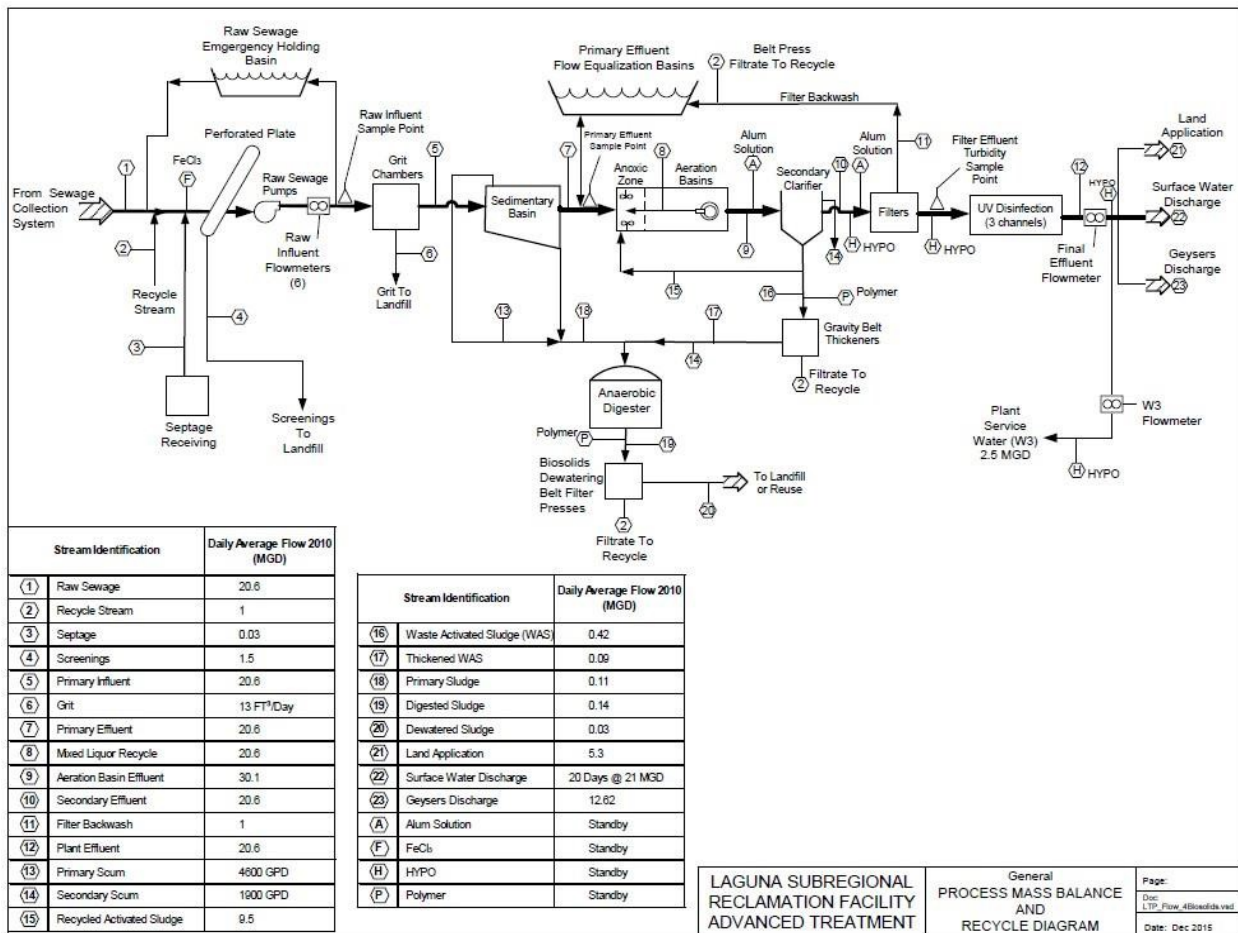 Raw Sewage
Emgergency Holding
Basin
Primary Effluent
Flow Equalization Basins
2
Belt Press
Filtrate To Recycle
Filter Backwash
Perforated Plate
Raw Influent
Sample Point
1
FeCl₃
F
5
7
Primary Effluent
Sample Point
8
Alum
Solution
A
10
Alum
Solution
A
11
Filter Effluent
Turbidity
Sample
Point
12
HYPO
H
Land
Application
21
From Sewage
Collection
System
Raw Sewage
Pumps
Grit
Chambers
Sedimentary
Basin
Anoxic
Zone
Aeration
Basins
Secondary
Clarifier
Filters
UV Disinfection
(3 channels)
Surface Water
Discharge
22
2
Recycle
Stream
Raw
Influent
Flowmeters
(6)
6
Grit To
Landfill
9
14
H HYPO
H HYPO
Final
Effluent
Flowmeter
Geysers
Discharge
23
3
4
15
16
P Polymer
13
18
17
14
Gravity Belt
Thickeners
2
Filtrate To
Recycle
Septage
Receiving
Screenings
To
Landfill
Anaerobic
Digester
Polymer
P
19
Plant
Service
Water (W3)
2.5 MGD
W3
Flowmeter
H HYPO
Biosolids
Dewatering
Belt Filter
Presses
To Landfill
or Reuse
20
2
Filtrate To
Recycle
Stream Identification Daily Average Flow 2010
(MGD)
1 Raw Sewage 20.6
2 Recycle Stream 1
3 Septage 0.03
4 Screenings 1.5
5 Primary Influent 20.6
6 Grit 13 FT³/Day
7 Primary Effluent 20.6
8 Mixed Liquor Recycle 20.6
9 Aeration Basin Effluent 30.1
10 Secondary Effluent 20.6
11 Filter Backwash 1
12 Plant Effluent 20.6
13 Primary Scum 4600 GPD
14 Secondary Scum 1900 GPD
15 Recycled Activated Sludge 9.5
Stream Identification Daily Average Flow 2010
(MGD)
16 Waste Activated Sludge (WAS) 0.42
17 Thickened WAS 0.09
18 Primary Sludge 0.11
19 Digested Sludge 0.14
20 Dewatered Sludge 0.03
21 Land Application 5.3
22 Surface Water Discharge 20 Days @ 21 MGD
23 Geysers Discharge 12.62
A Alum Solution Standby
F FeCl₃ Standby
H HYPO Standby
P Polymer Standby
LAGUNA SUBREGIONAL
RECLAMATION FACILITY
ADVANCED TREATMENT
General
PROCESS MASS BALANCE
AND
RECYCLE DIAGRAM
Page:
Doc:
LTP_Flow_4Biosolids.vsd
Date: Dec 2015